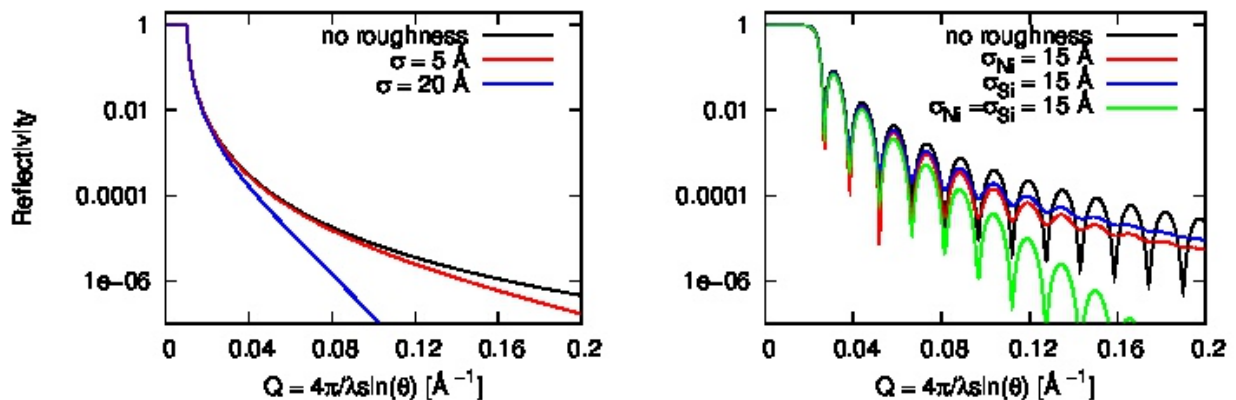 Reflectivity
1
0.01
0.0001
1e-06
no roughness
σ = 5 Å
σ = 20 Å
0 0.04 0.08 0.12 0.16 0.2
Q = 4π/λsin(θ) [Å⁻¹]
1
0.01
0.0001
1e-06
no roughness
σNi = 15 Å
σSi = 15 Å
σNi =σSi = 15 Å
0 0.04 0.08 0.12 0.16 0.2
Q = 4π/λsin(θ) [Å⁻¹]